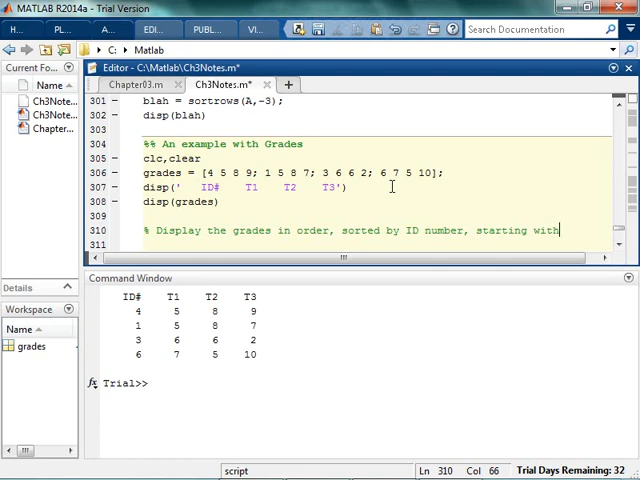 MATLAB R2014a - Trial Version
H... P... A... EDIT... PUBL... VI... Search Documentation
C: Matlab
Current Fo... Editor - C:\Matlab\Ch3Notes.m*
Name Chapter03.m Ch3Notes.m*
Ch3Note...
Ch3Note...
Chapter...
301 blah = sortrows(A,-3);
302 disp(blah)
303
304 %% An example with Grades
305 clc,clear
306 grades = [4 5 8 9; 1 5 8 7; 3 6 6 2; 6 7 5 10];
307 disp(' ID# T1 T2 T3')
308 disp(grades)
309
310 % Display the grades in order, sorted by ID number, starting with
311
Details
Command Window
Workspace
Name
grades
ID# T1 T2 T3
4 5 8 9
1 5 8 7
3 6 6 2
6 7 5 10
fx Trial>>
script Ln 310 Col 66 Trial Days Remaining: 32